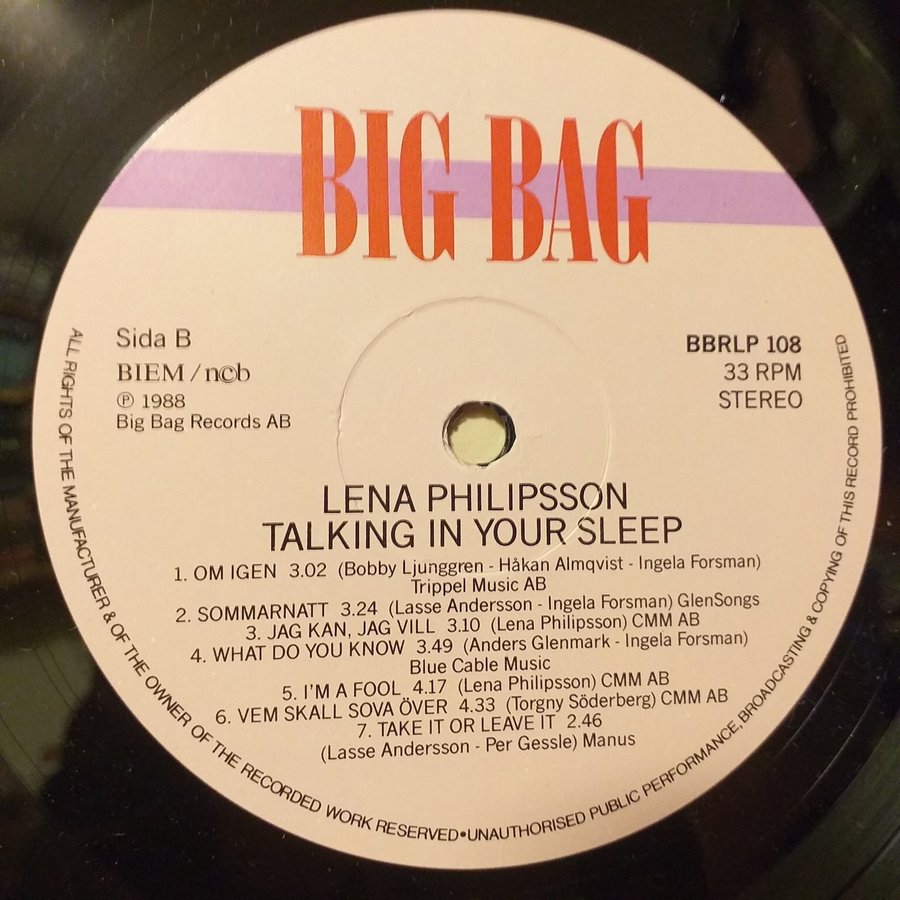 BIG BAG
Sida B
BIEM / n©b
℗ 1988
Big Bag Records AB
BBRLP 108
33 RPM
STEREO
LENA PHILIPSSON
TALKING IN YOUR SLEEP
1. OM IGEN 3.02 (Bobby Ljunggren - Håkan Almqvist - Ingela Forsman)
Trippel Music AB
2. SOMMARNATT 3.24 (Lasse Andersson - Ingela Forsman) GlenSongs
3. JAG KAN, JAG VILL 3.10 (Lena Philipsson) CMM AB
4. WHAT DO YOU KNOW 3.49 (Anders Glenmark - Ingela Forsman)
Blue Cable Music
5. I'M A FOOL 4.17 (Lena Philipsson) CMM AB
6. VEM SKALL SOVA ÖVER 4.33 (Torgny Söderberg) CMM AB
7. TAKE IT OR LEAVE IT 2.46
(Lasse Andersson - Per Gessle) Manus
ALL RIGHTS OF THE MANUFACTURER & OF THE OWNER OF THE RECORDED WORK RESERVED•UNAUTHORISED PUBLIC PERFORMANCE, BROADCASTING & COPYING OF THIS RECORD PROHIBITED